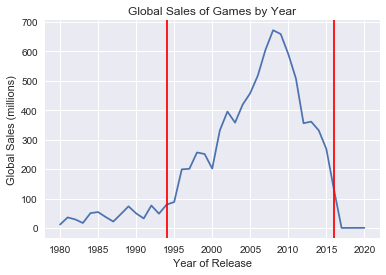 Global Sales of Games by Year
700
600
500
400
300
200
100
0
Global Sales (millions)
1980 1985 1990 1995 2000 2005 2010 2015 2020
Year of Release